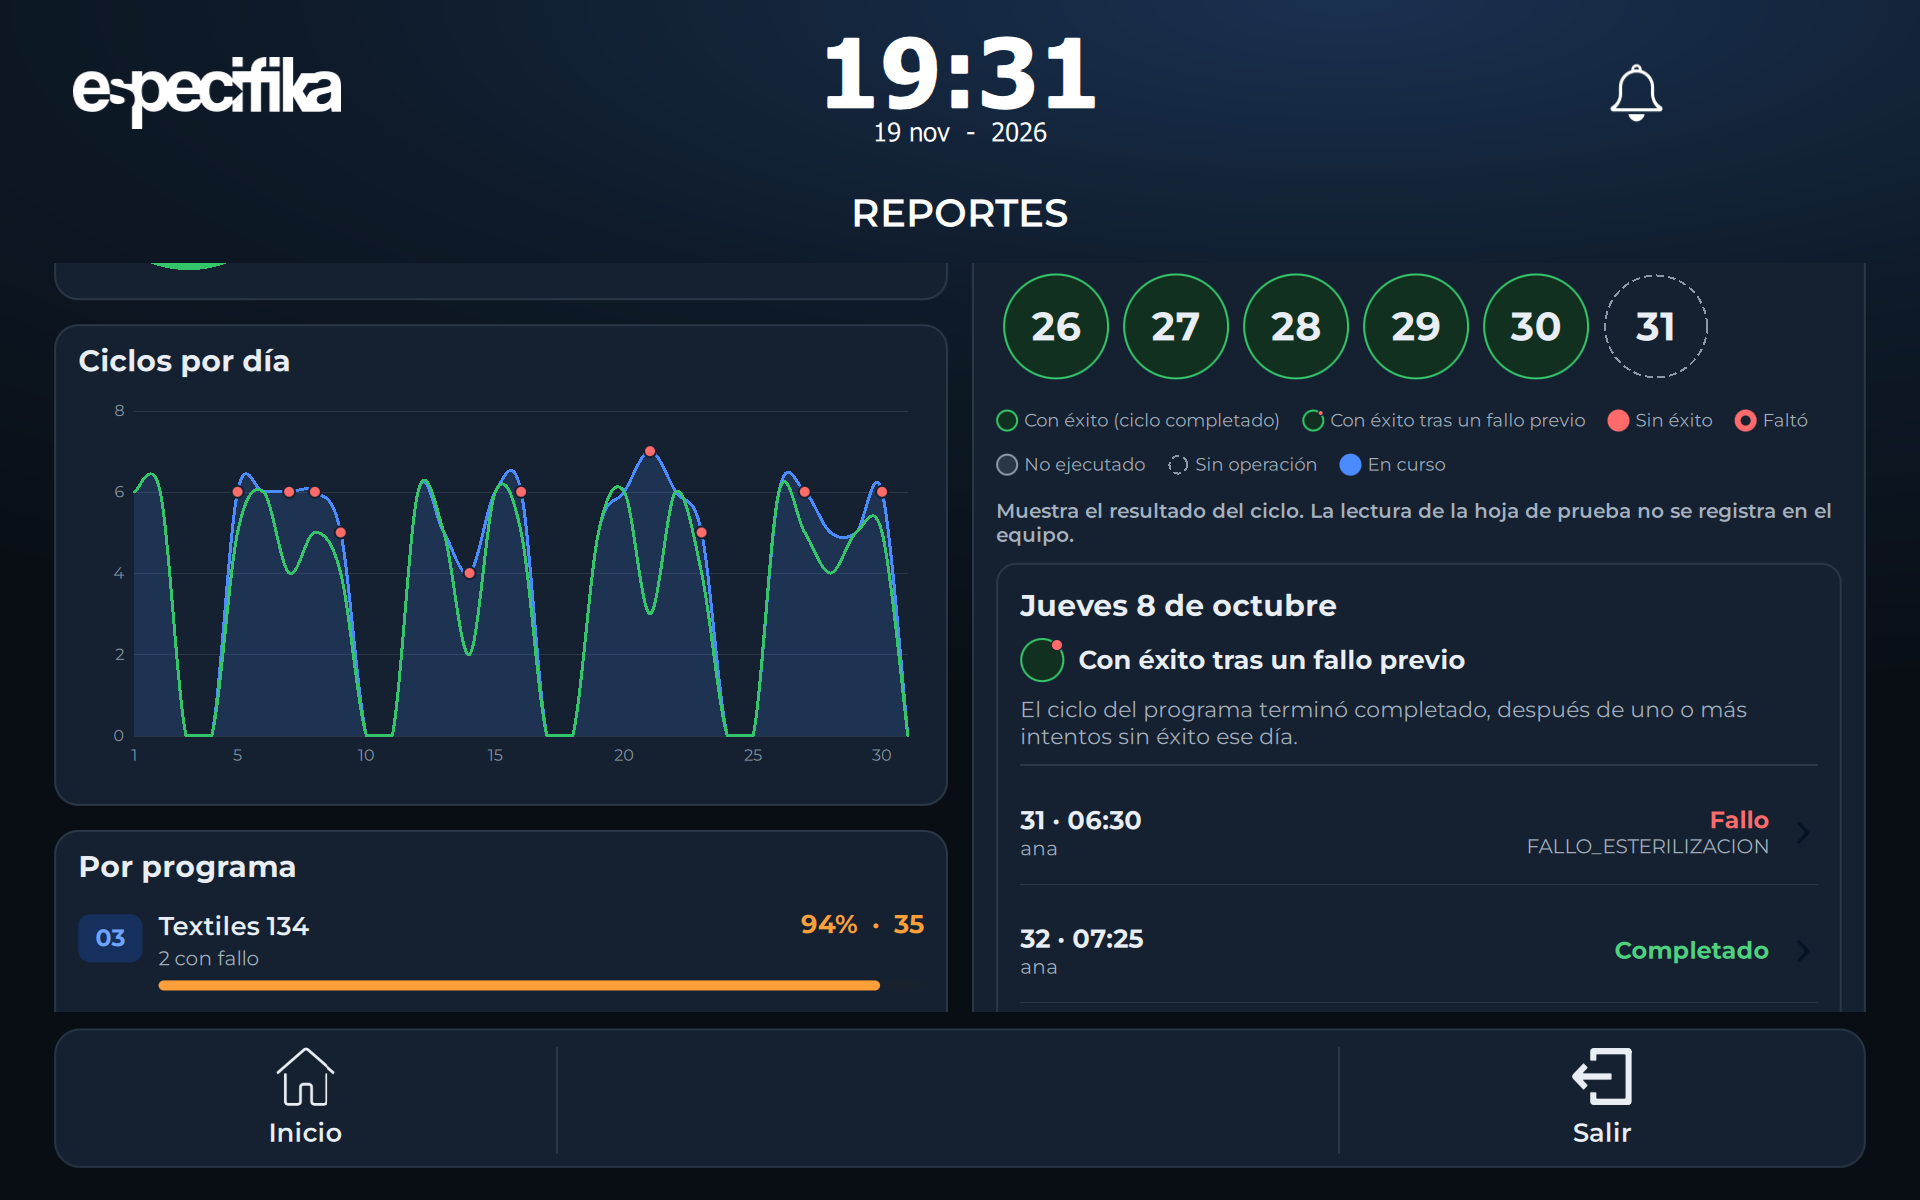 especifika
19:31
19 nov - 2026
REPORTES
Ciclos por día
8
6
4
2
0
1 5 10 15 20 25 30
Por programa
03
Textiles 134
94% · 35
2 con fallo
26 27 28 29 30 31
Con éxito (ciclo completado) Con éxito tras un fallo previo Sin éxito Faltó
No ejecutado Sin operación En curso
Muestra el resultado del ciclo. La lectura de la hoja de prueba no se registra en el
equipo.
Jueves 8 de octubre
Con éxito tras un fallo previo
El ciclo del programa terminó completado, después de uno o más
intentos sin éxito ese día.
31 · 06:30
ana
Fallo
FALLO_ESTERILIZACION
32 · 07:25
ana
Completado
Inicio
Salir